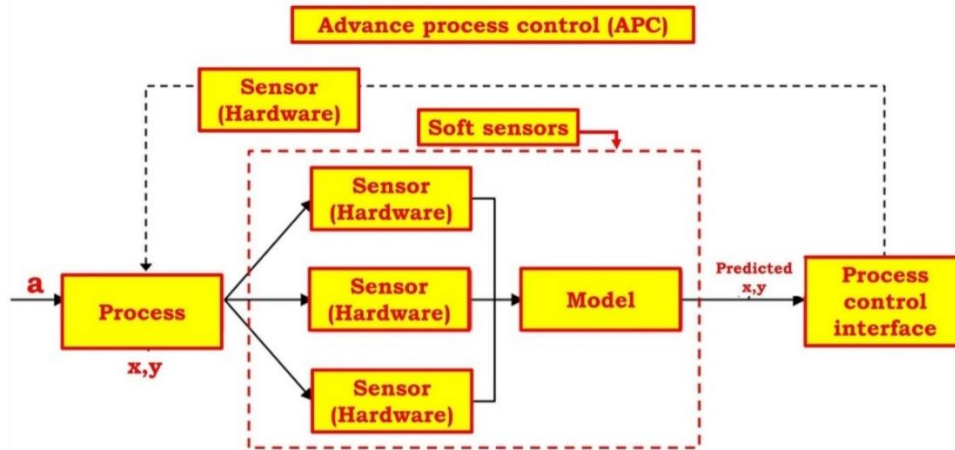 Advance process control (APC)
Sensor
(Hardware)
Soft sensors
Sensor
(Hardware)
a
Process
x,y
Sensor
(Hardware)
Model
Predicted
x,y
Process
control
interface
Sensor
(Hardware)